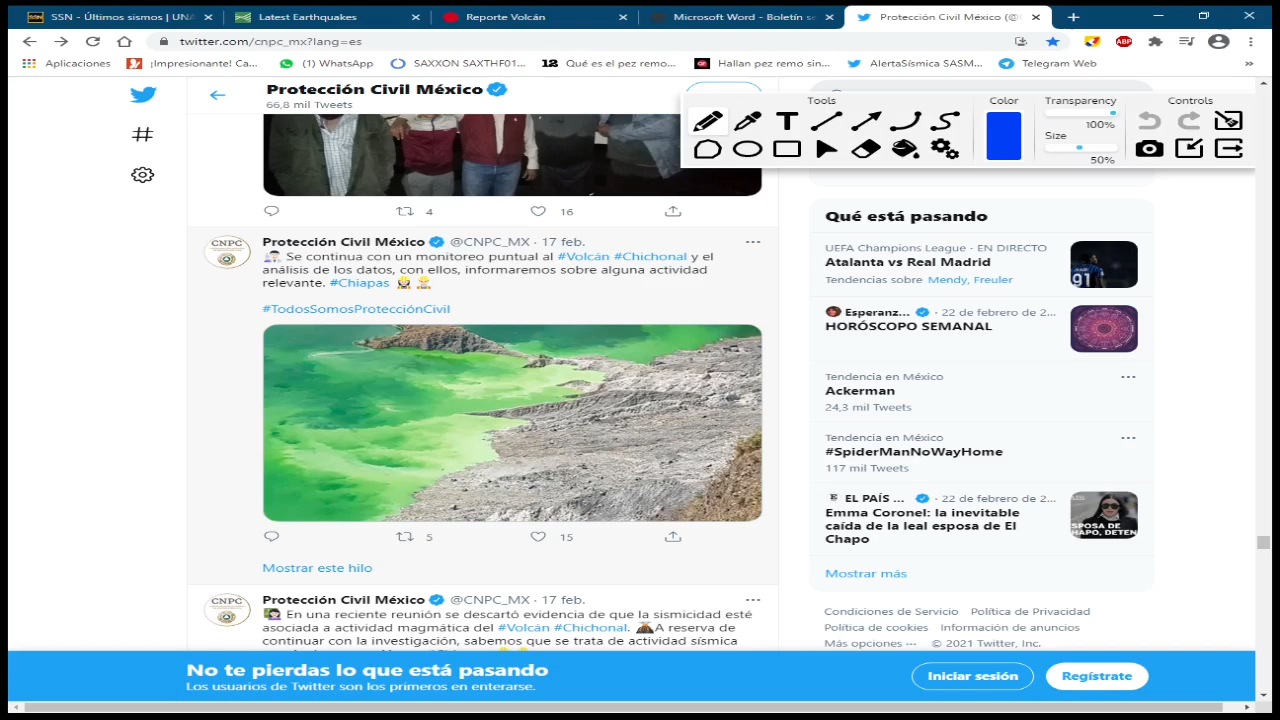 SSN - Últimos sismos | UNA
Latest Earthquakes
Reporte Volcán
Microsoft Word - Boletín se
Protección Civil México (@
twitter.com/cnpc_mx?lang=es
ABP
Aplicaciones
¡Impresionante! Ca...
(1) WhatsApp
SAXXON SAXTHF01...
12 Qué es el pez remo...
Hallan pez remo sin...
AlertaSísmica SASM...
Telegram Web
Protección Civil México
66,8 mil Tweets
Tools
Color
Transparency
100%
Size
50%
Controls
4
16
CNPC
Protección Civil México @CNPC_MX · 17 feb.
Se continua con un monitoreo puntual al #Volcán #Chichonal y el
análisis de los datos, con ellos, informaremos sobre alguna actividad
relevante. #Chiapas
#TodosSomosProtecciónCivil
5
15
Mostrar este hilo
CNPC
Protección Civil México @CNPC_MX · 17 feb.
En una reciente reunión se descartó evidencia de que la sismicidad esté
asociada a actividad magmática del #Volcán #Chichonal. A reserva de
continuar con la investigación, sabemos que se trata de actividad sísmica
Qué está pasando
UEFA Champions League · EN DIRECTO
Atalanta vs Real Madrid
Tendencias sobre Mendy, Freuler
91
Esperanz... · 22 de febrero de 2...
HORÓSCOPO SEMANAL
Tendencia en México
Ackerman
24,3 mil Tweets
Tendencia en México
#SpiderManNoWayHome
117 mil Tweets
EL PAÍS ... · 22 de febrero de 2...
Emma Coronel: la inevitable
caída de la leal esposa de El
Chapo
ESPOSA DE
CHAPO, DETEN
Mostrar más
Condiciones de Servicio Política de Privacidad
Política de cookies Información de anuncios
Más opciones ··· © 2021 Twitter, Inc.
No te pierdas lo que está pasando
Los usuarios de Twitter son los primeros en enterarse.
Iniciar sesión
Regístrate